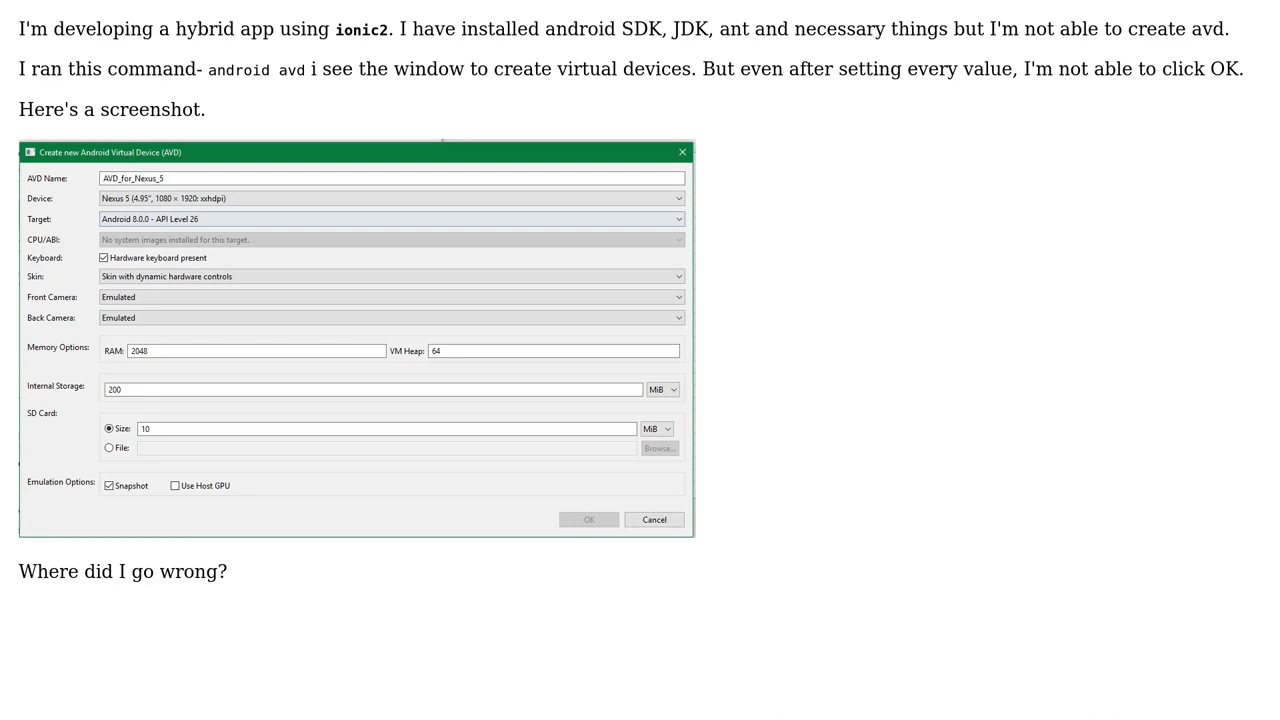 I'm developing a hybrid app using ionic2. I have installed android SDK, JDK, ant and necessary things but I'm not able to create avd.
I ran this command- android avd i see the window to create virtual devices. But even after setting every value, I'm not able to click OK.
Here's a screenshot.
Create new Android Virtual Device (AVD)
AVD Name: AVD_for_Nexus_5
Device: Nexus 5 (4.95", 1080 × 1920: xxhdpi)
Target: Android 8.0.0 - API Level 26
CPU/ABI: No system images installed for this target.
Keyboard: Hardware keyboard present
Skin: Skin with dynamic hardware controls
Front Camera: Emulated
Back Camera: Emulated
Memory Options: RAM: 2048 VM Heap: 64
Internal Storage: 200 MiB
SD Card:
Size: 10 MiB
File: Browse...
Emulation Options: Snapshot Use Host GPU
OK Cancel
Where did I go wrong?